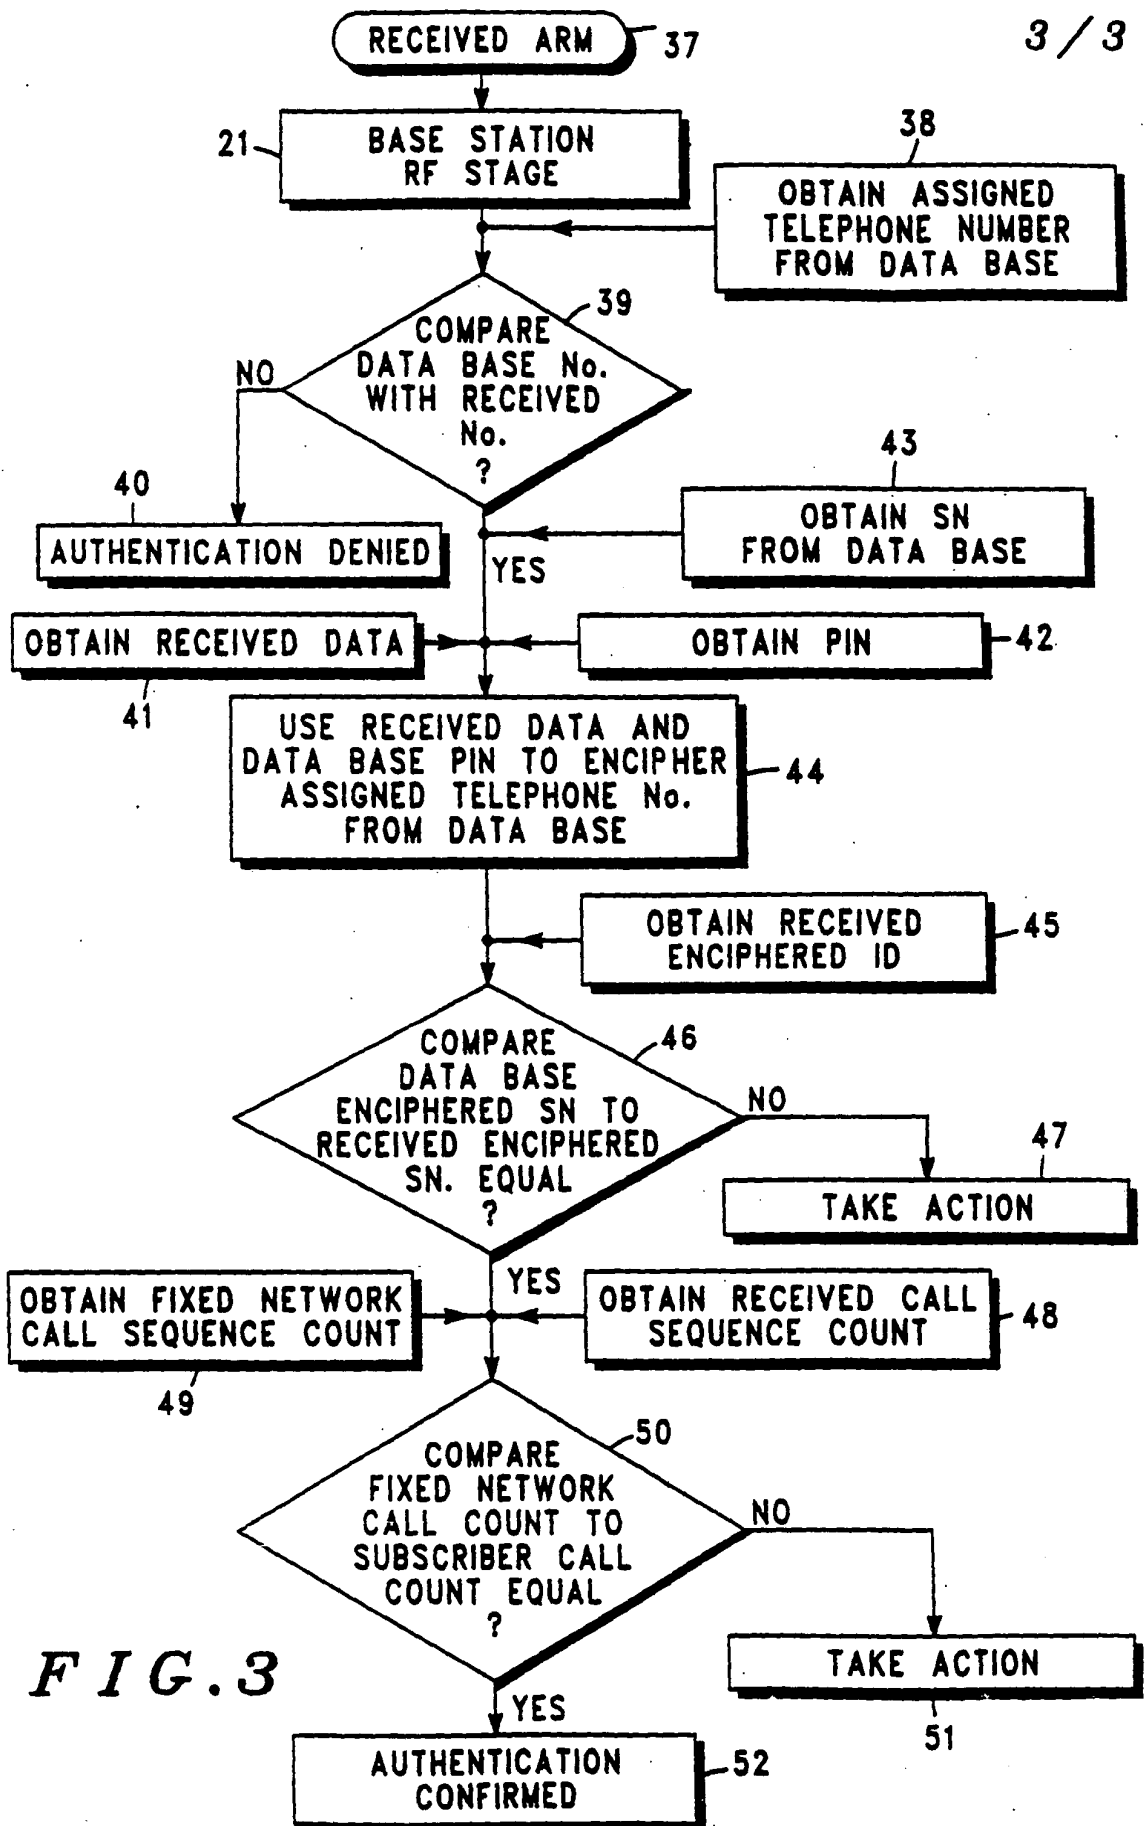 RECEIVED ARM
37
3/3
BASE STATION
RF STAGE
21
38
OBTAIN ASSIGNED
TELEPHONE NUMBER
FROM DATA BASE
39
COMPARE
DATA BASE No.
WITH RECEIVED
No.
?
NO
40
AUTHENTICATION DENIED
43
OBTAIN SN
FROM DATA BASE
YES
OBTAIN RECEIVED DATA
41
OBTAIN PIN
42
USE RECEIVED DATA AND
DATA BASE PIN TO ENCIPHER
ASSIGNED TELEPHONE No.
FROM DATA BASE
44
OBTAIN RECEIVED
ENCIPHERED ID
45
COMPARE
DATA BASE
ENCIPHERED SN TO
RECEIVED ENCIPHERED
SN. EQUAL
?
46
NO
47
TAKE ACTION
YES
OBTAIN FIXED NETWORK
CALL SEQUENCE COUNT
49
OBTAIN RECEIVED CALL
SEQUENCE COUNT
48
50
COMPARE
FIXED NETWORK
CALL COUNT TO
SUBSCRIBER CALL
COUNT EQUAL
?
NO
TAKE ACTION
51
FIG.3
YES
AUTHENTICATION
CONFIRMED
52